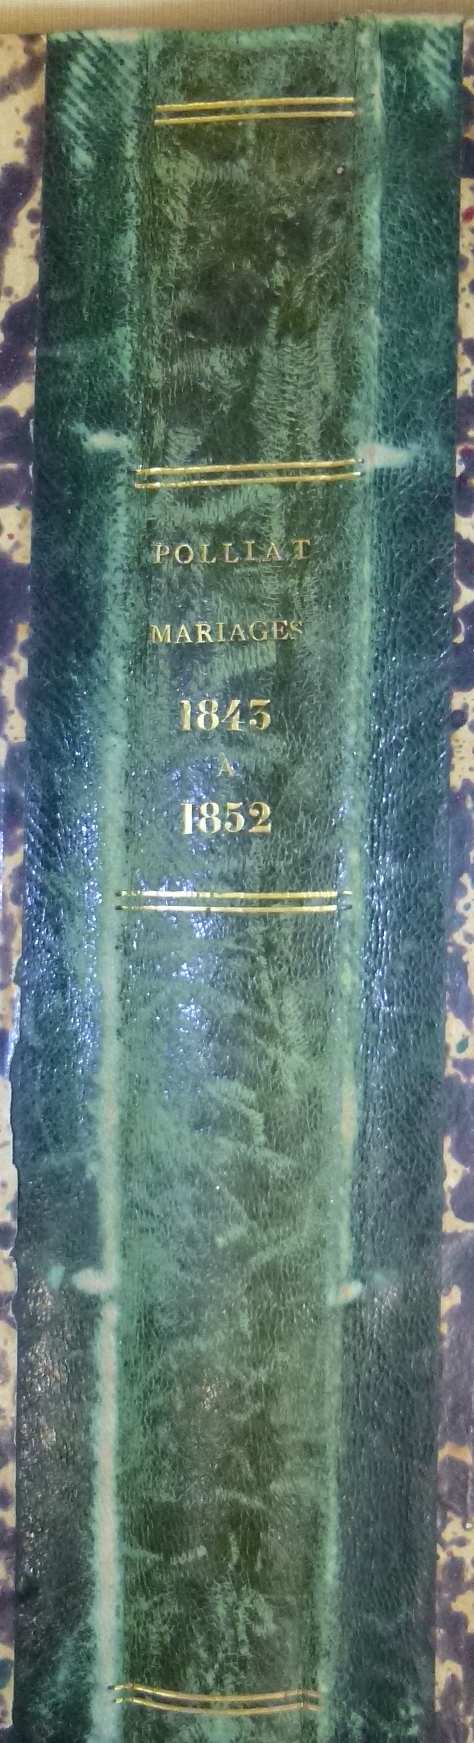 POLLIAT
MARIAGES
1843
À
1852